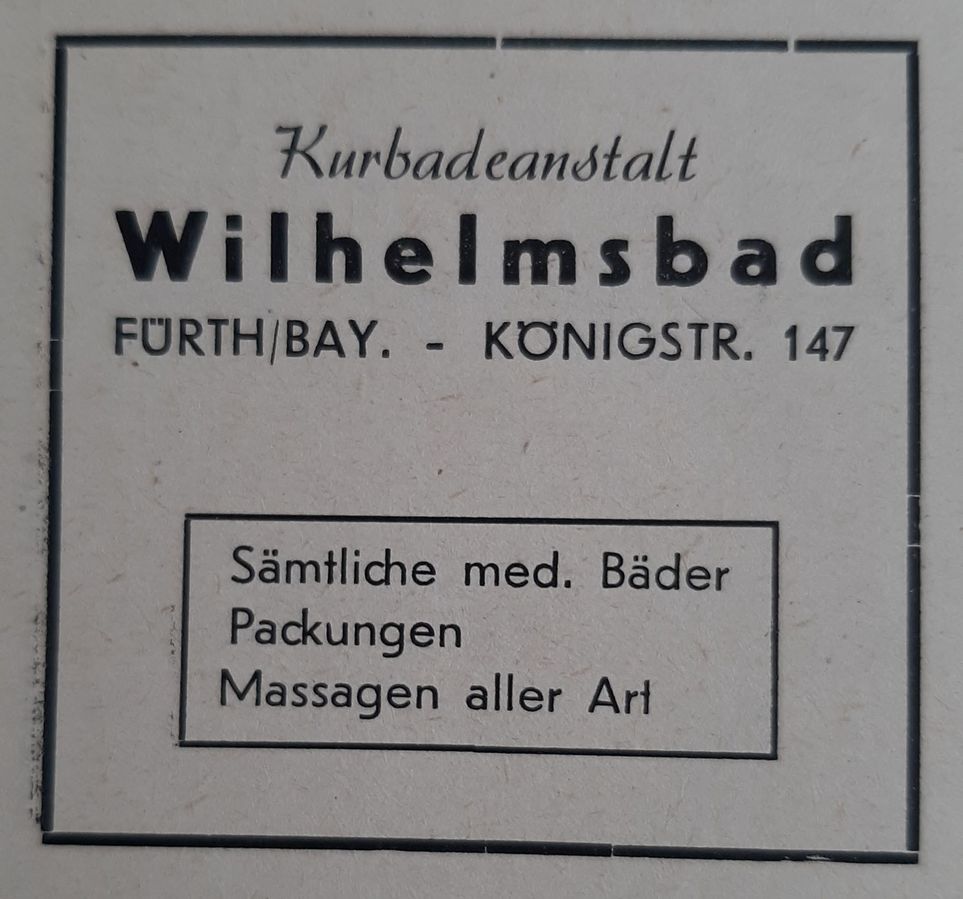 Kurbadeanstalt
Wilhelmsbad
FÜRTH/BAY. - KÖNIGSTR. 147
Sämtliche med. Bäder
Packungen
Massagen aller Art